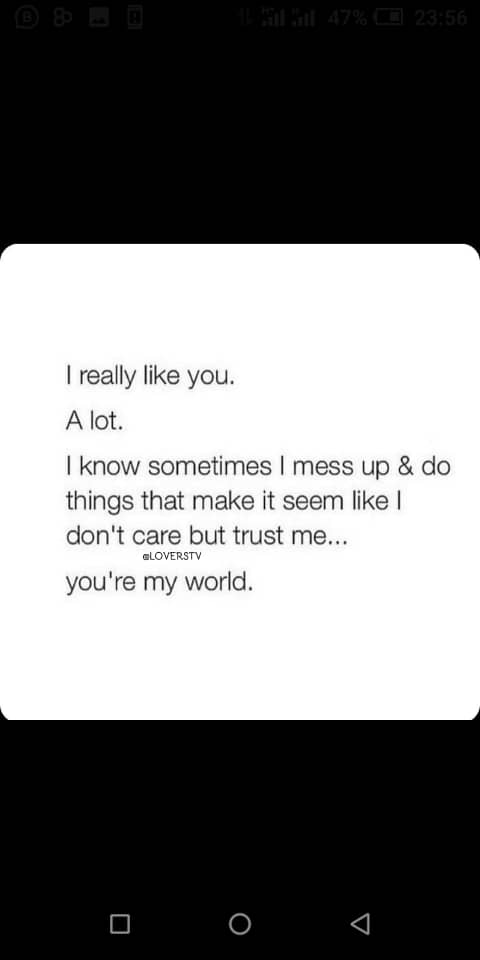 47% 23:56
I really like you.
A lot.
I know sometimes I mess up & do
things that make it seem like I
don't care but trust me...
@LOVERSTV
you're my world.